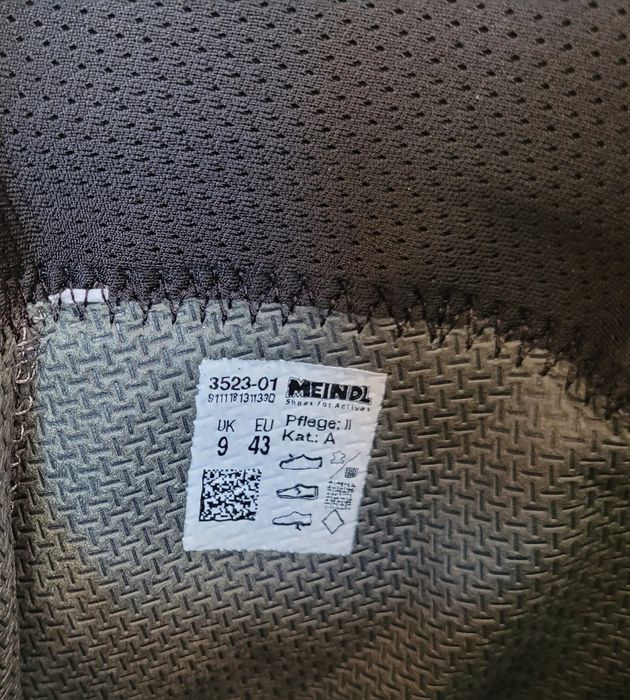 3523-01 MEINDL
Shoes For Actives
UK EU Pflege: II
9 43 Kat.: A